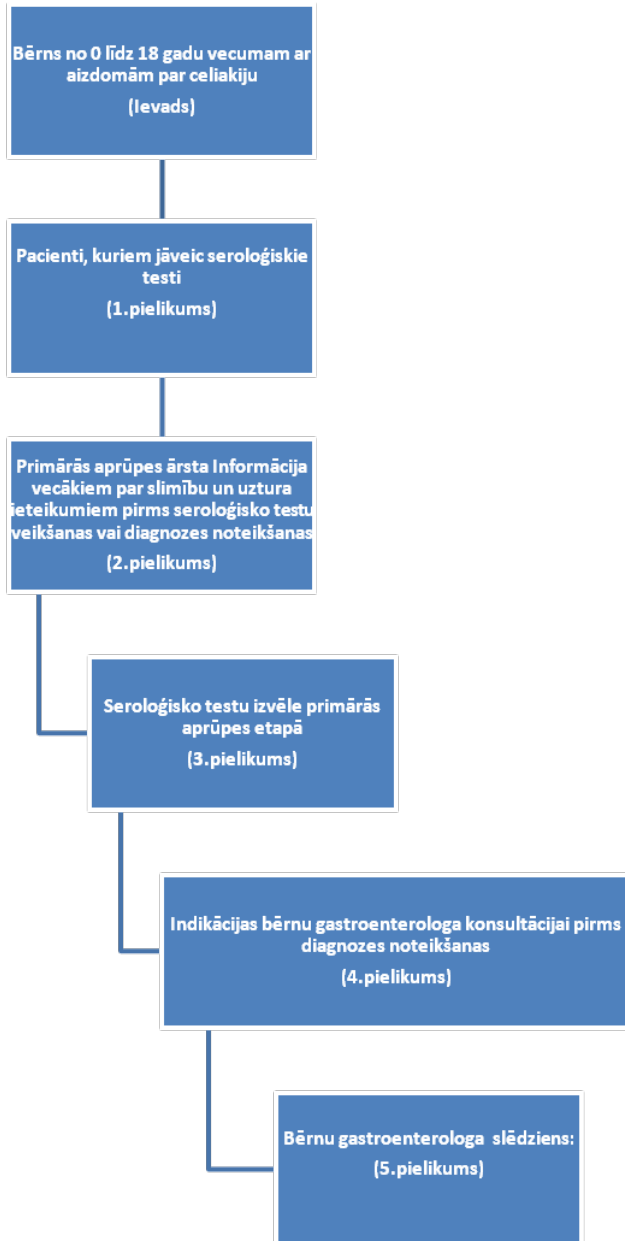 Bērns no 0 līdz 18 gadu vecumam ar
aizdomām par celiakiju
(Ievads)
Pacienti, kuriem jāveic seroloģiskie
testi
(1.pielikums)
Primārās aprūpes ārsta Informācija
vecākiem par slimību un uztura
ieteikumiem pirms seroloģisko testu
veikšanas vai diagnozes noteikšanas
(2.pielikums)
Seroloģisko testu izvēle primārās
aprūpes etapā
(3.pielikums)
Indikācijas bērnu gastroenterologa konsultācijai pirms
diagnozes noteikšanas
(4.pielikums)
Bērnu gastroenterologa slēdziens:
(5.pielikums)